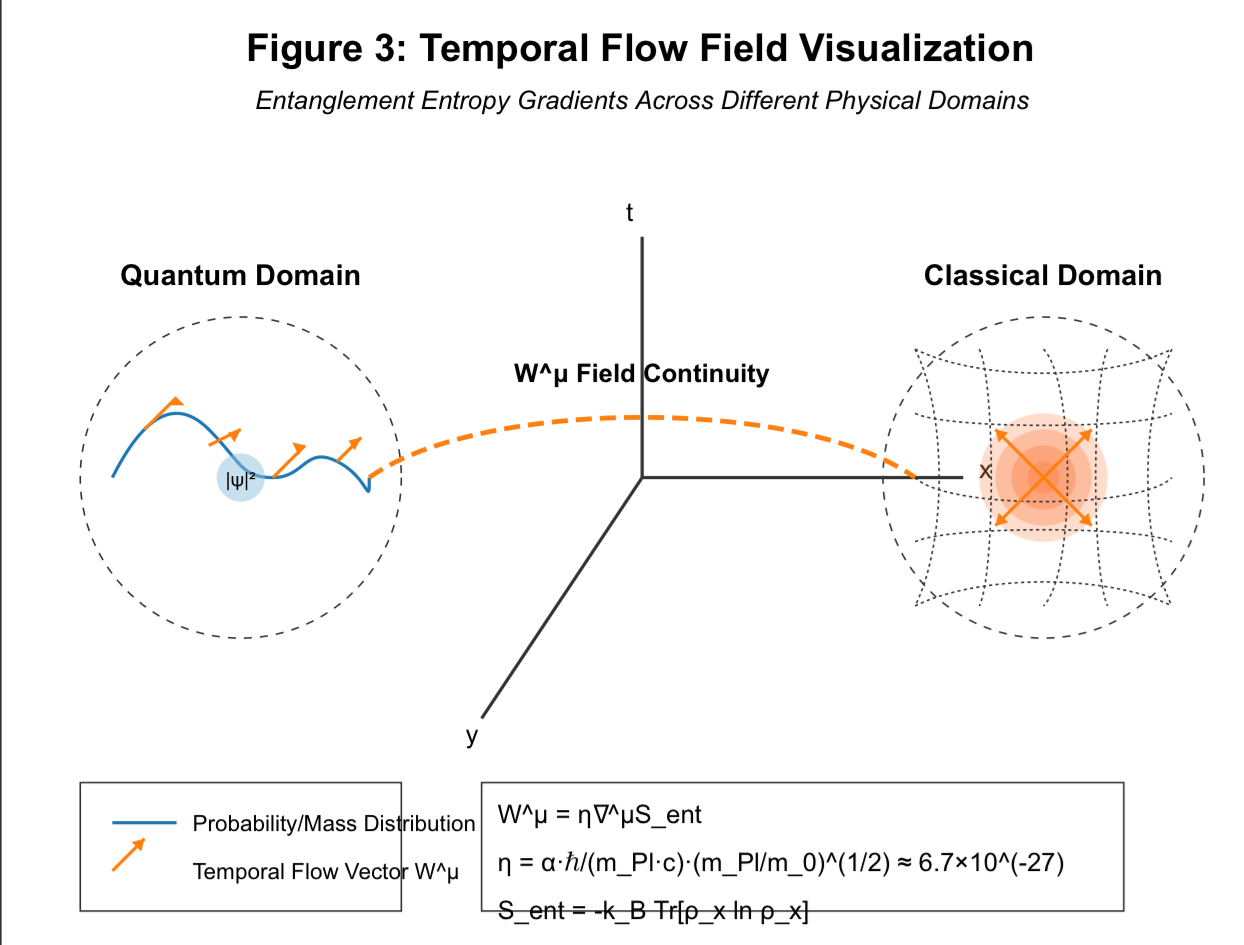 Figure 3: Temporal Flow Field Visualization
Entanglement Entropy Gradients Across Different Physical Domains
t
Quantum Domain
Classical Domain
W^μ Field Continuity
|ψ|²
x
y
Probability/Mass Distribution
Temporal Flow Vector W^μ
W^μ = η∇^μS_ent
η = α·ℏ/(m_Pl·c)·(m_Pl/m_0)^(1/2) ≈ 6.7×10^(-27)
S_ent = -k_B Tr[ρ_x ln ρ_x]